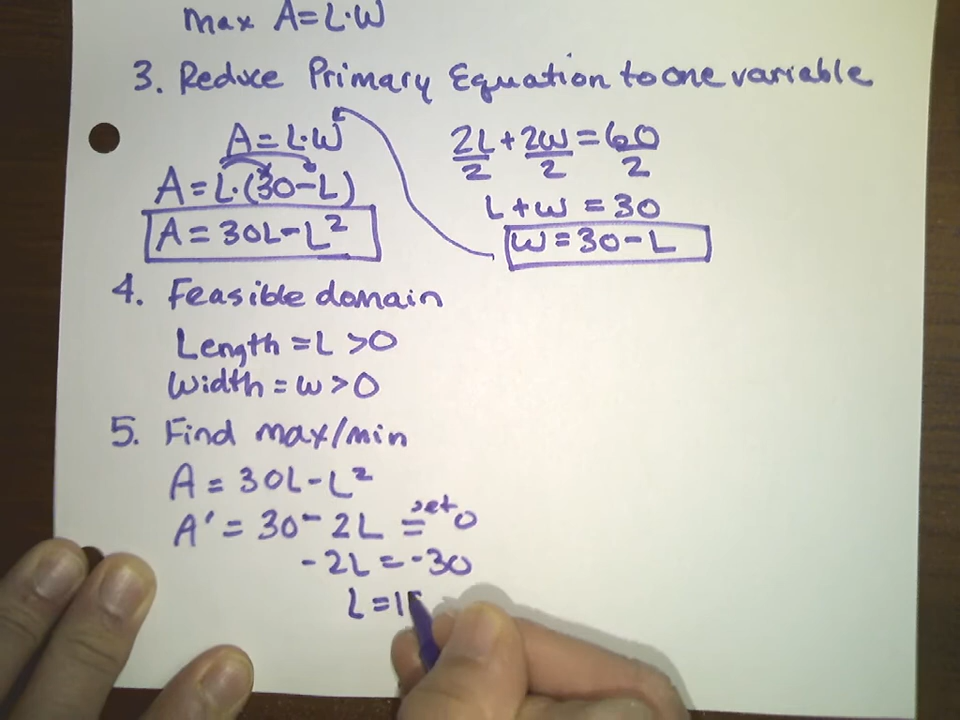 max A=L·W
3. Reduce Primary Equation to one variable
A=L·W
A=L·(30-L)
A=30L-L²
2L/2 + 2W/2 = 60/2
L+W=30
W=30-L
4. Feasible domain
Length=L>0
Width=W>0
5. Find max/min
A=30L-L²
A'=30-2L = set 0
-2L=-30
L=15